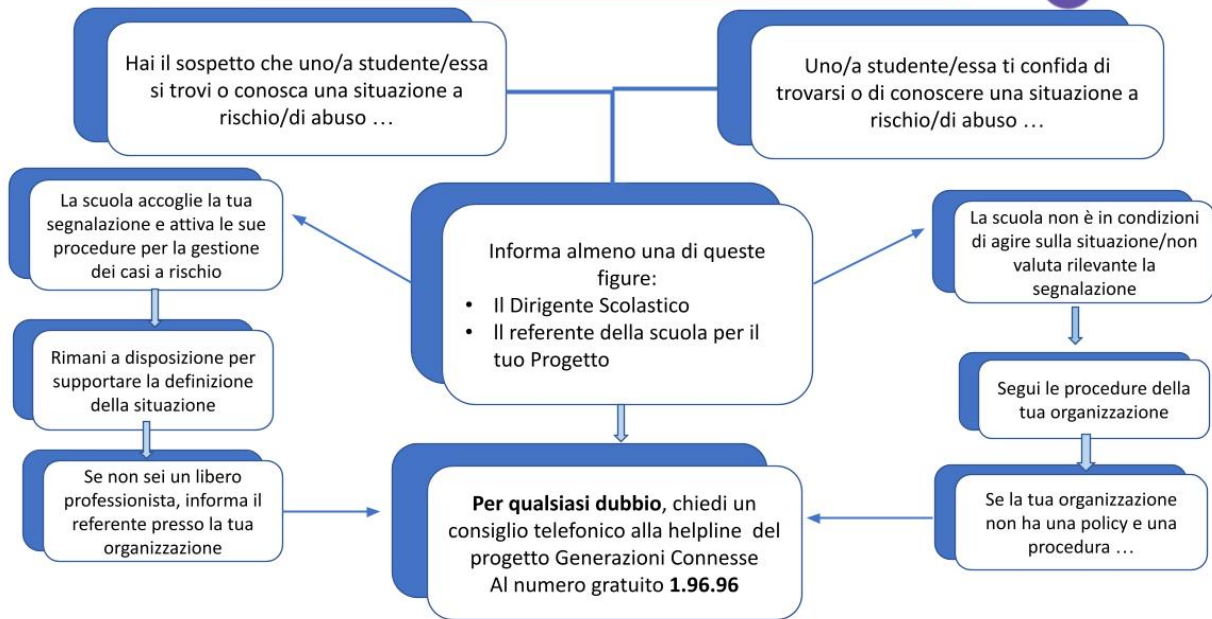 Hai il sospetto che uno/a studente/essa
si trovi o conosca una situazione a
rischio/di abuso …
Uno/a studente/essa ti confida di
trovarsi o di conoscere una situazione a
rischio/di abuso …
Informa almeno una di queste
figure:
• Il Dirigente Scolastico
• Il referente della scuola per il
tuo Progetto
La scuola accoglie la tua
segnalazione e attiva le sue
procedure per la gestione
dei casi a rischio
Rimani a disposizione per
supportare la definizione
della situazione
Se non sei un libero
professionista, informa il
referente presso la tua
organizzazione
La scuola non è in condizioni
di agire sulla situazione/non
valuta rilevante la
segnalazione
Segui le procedure della
tua organizzazione
Se la tua organizzazione
non ha una policy e una
procedura …
Per qualsiasi dubbio, chiedi un
consiglio telefonico alla helpline del
progetto Generazioni Connesse
Al numero gratuito 1.96.96